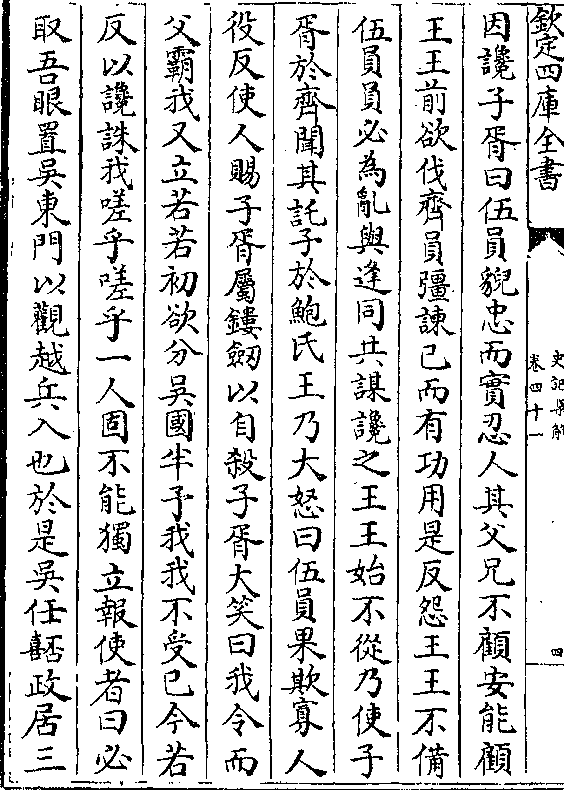 欽定四庫全書
史記集解
卷四十一
四
因讒子胥曰伍員貌忠而實忍人其父兄不顧安能顧
王王前欲伐齊員彊諫已而有功用是反怨王王不備
伍員員必為亂與逢同共謀讒之王王始不從乃使子
胥於齊聞其託子於鮑氏王乃大怒曰伍員果欺寡人
役反使人賜子胥屬鏤劒以自殺子胥大笑曰我令而
父霸我又立若若初欲分吳國半予我我不受已今若
反以讒誅我嗟乎嗟乎一人固不能獨立報使者曰必
取吾眼置吳東門以觀越兵入也於是吳任嚭政居三